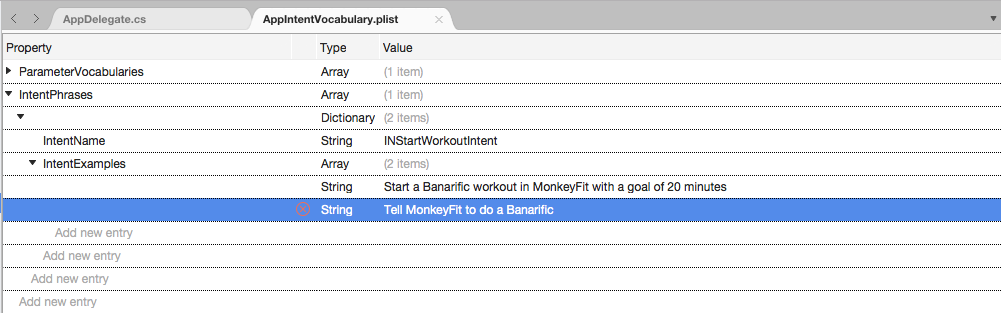 AppDelegate.cs AppIntentVocabulary.plist
Property Type Value
ParameterVocabularies Array (1 item)
IntentPhrases Array (1 item)
Dictionary (2 items)
IntentName String INStartWorkoutIntent
IntentExamples Array (2 items)
String Start a Banarific workout in MonkeyFit with a goal of 20 minutes
String Tell MonkeyFit to do a Banarific
Add new entry
Add new entry
Add new entry
Add new entry